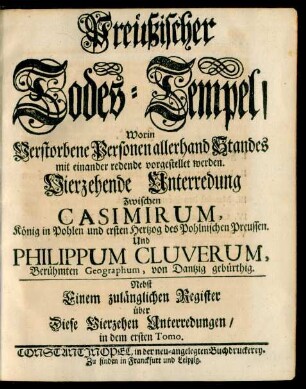 Preüßischer
Todes-Tempel/
Worin
Verstorbene Personen allerhand Standes
mit einander redende vorgestellet werden.
Vierzehende Unterredung
Zwischen
CASIMIRUM,
König in Pohlen und ersten Hertzog des Pohlnischen Preussen.
Und
PHILIPPUM CLUVERUM,
Berühmten Geographum, von Dantzig gebürthig.
Nebst
Einem zulänglichen Register
über
Diese Vierzehen Unterredungen/
in dem ersten Tomo.
CONSTANTINOPEL, in der neu-angelegten Buchdruckerey.
Zu finden in Franckfurt und Leipzig.